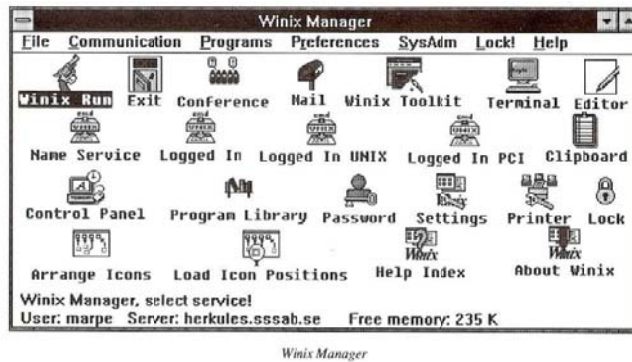 Winix Manager
File Communication Programs Preferences SysAdm Lock! Help
Winix Run Exit Conference Mail Winix Toolkit Terminal Editor
Name Service Logged In Logged In UNIX Logged In PCI Clipboard
Control Panel Program Library Password Settings Printer Lock
Arrange Icons Load Icon Positions Help Index About Winix
Winix Manager, select service!
User: marpe Server: herkules.sssab.se Free memory: 235 K
Winix Manager